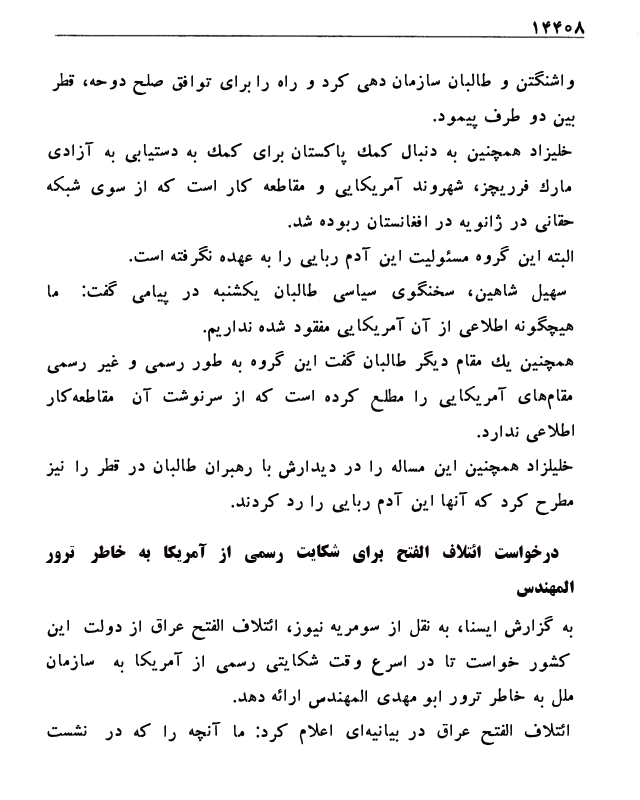 ۱۴۴۰۸
واشنگتن و طالبان سازمان دهی کرد و راه را برای توافق صلح دوحه، قطر
بین دو طرف پیمود.
خلیزاد همچنین به دنبال کمك پاکستان برای کمك به دستیابی به آزادی
مارك فرریچز، شهروند آمریکایی و مقاطعه کار است که از سوی شبکه
حقانی در ژانویه در افغانستان ربوده شد.
البته این گروه مسئولیت این آدم ربایی را به عهده نگرفته است.
سهیل شاهین، سخنگوی سیاسی طالبان یکشنبه در پیامی گفت: ما
هیچگونه اطلاعی از آن آمریکایی مفقود شده نداریم.
همچنین یك مقام دیگر طالبان گفت این گروه به طور رسمی و غیر رسمی
مقام‌های آمریکایی را مطلع کرده است که از سرنوشت آن مقاطعه‌کار
اطلاعی ندارد.
خلیلزاد همچنین این مساله را در دیدارش با رهبران طالبان در قطر را نیز
مطرح کرد که آنها این آدم ربایی را رد کردند.
درخواست ائتلاف الفتح برای شکایت رسمی از آمریکا به خاطر ترور
المهندس
به گزارش ایسنا، به نقل از سومریه نیوز، ائتلاف الفتح عراق از دولت این
کشور خواست تا در اسرع وقت شکایتی رسمی از آمریکا به سازمان
ملل به خاطر ترور ابو مهدی المهندس ارائه دهد.
ائتلاف الفتح عراق در بیانیه‌ای اعلام کرد: ما آنچه را که در نشست